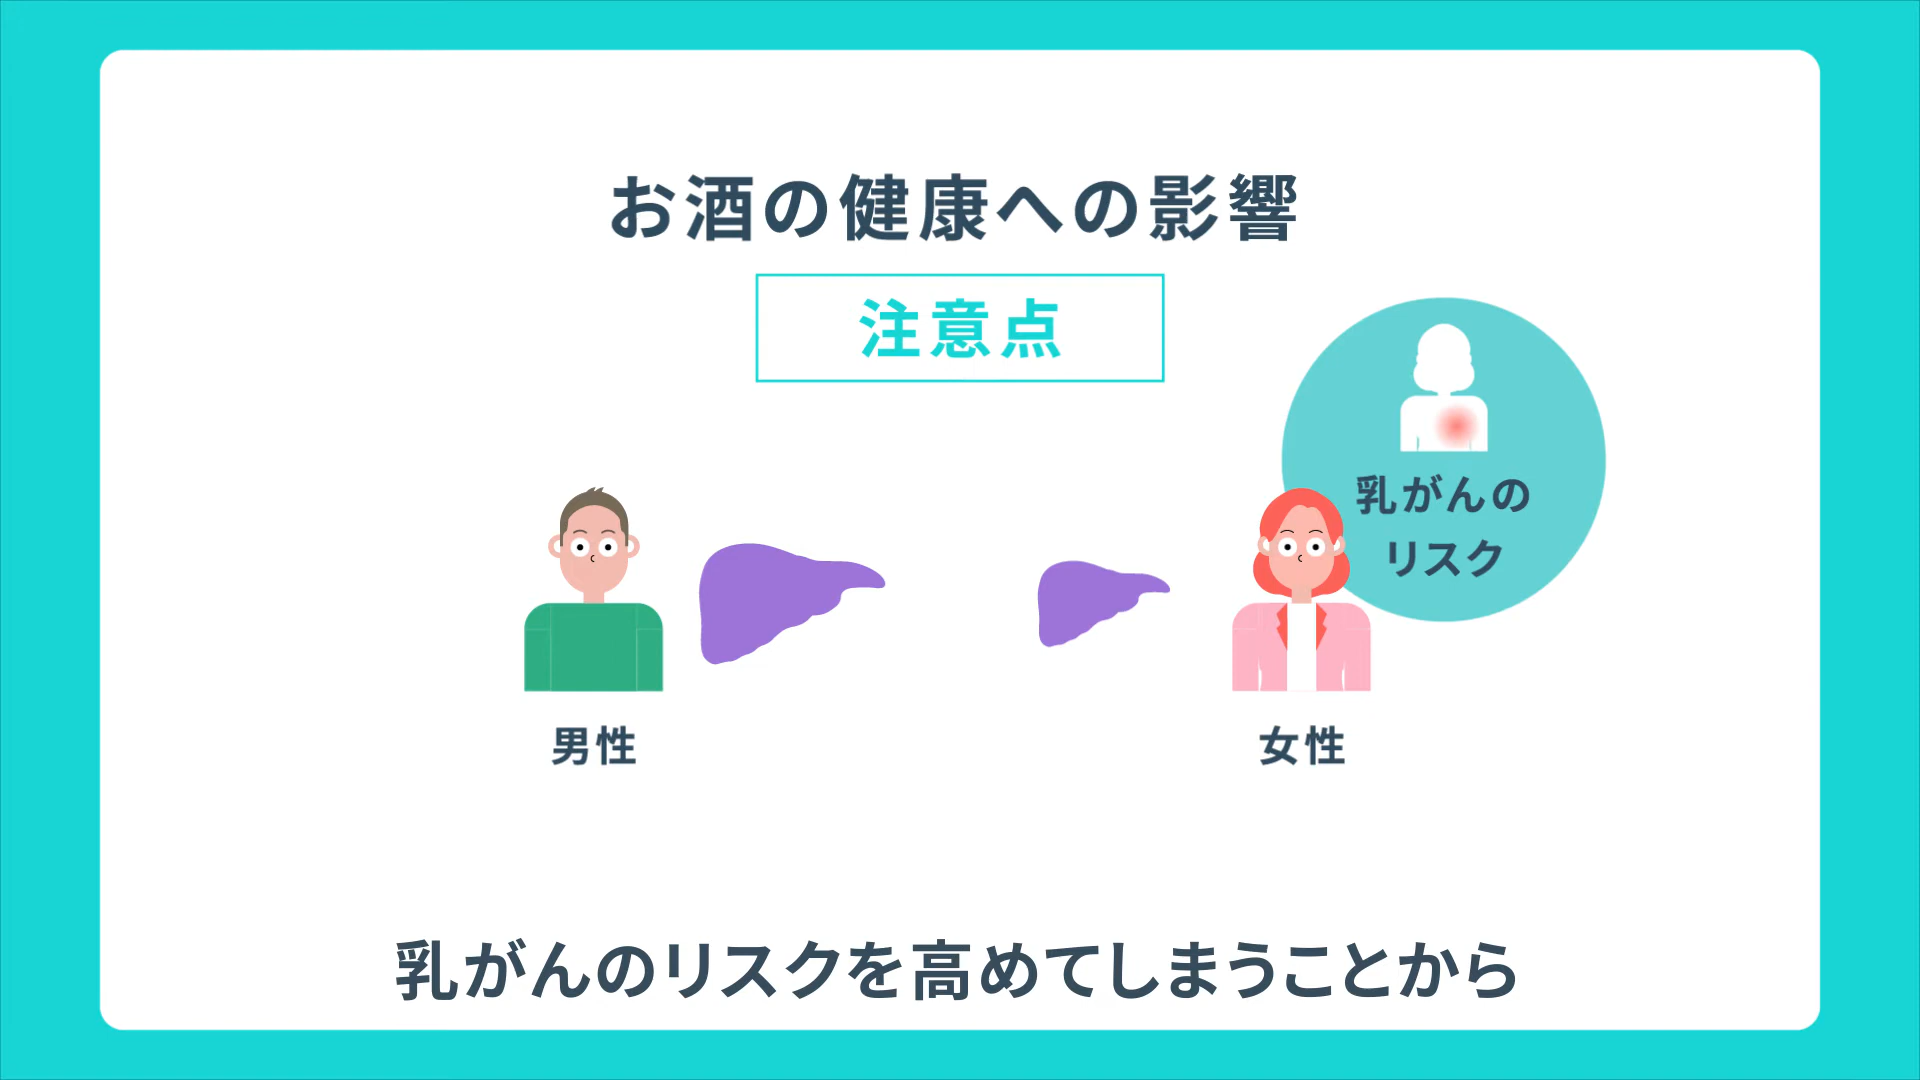 お酒の健康への影響
注意点
乳がんの
リスク
男性
女性
乳がんのリスクを高めてしまうことから